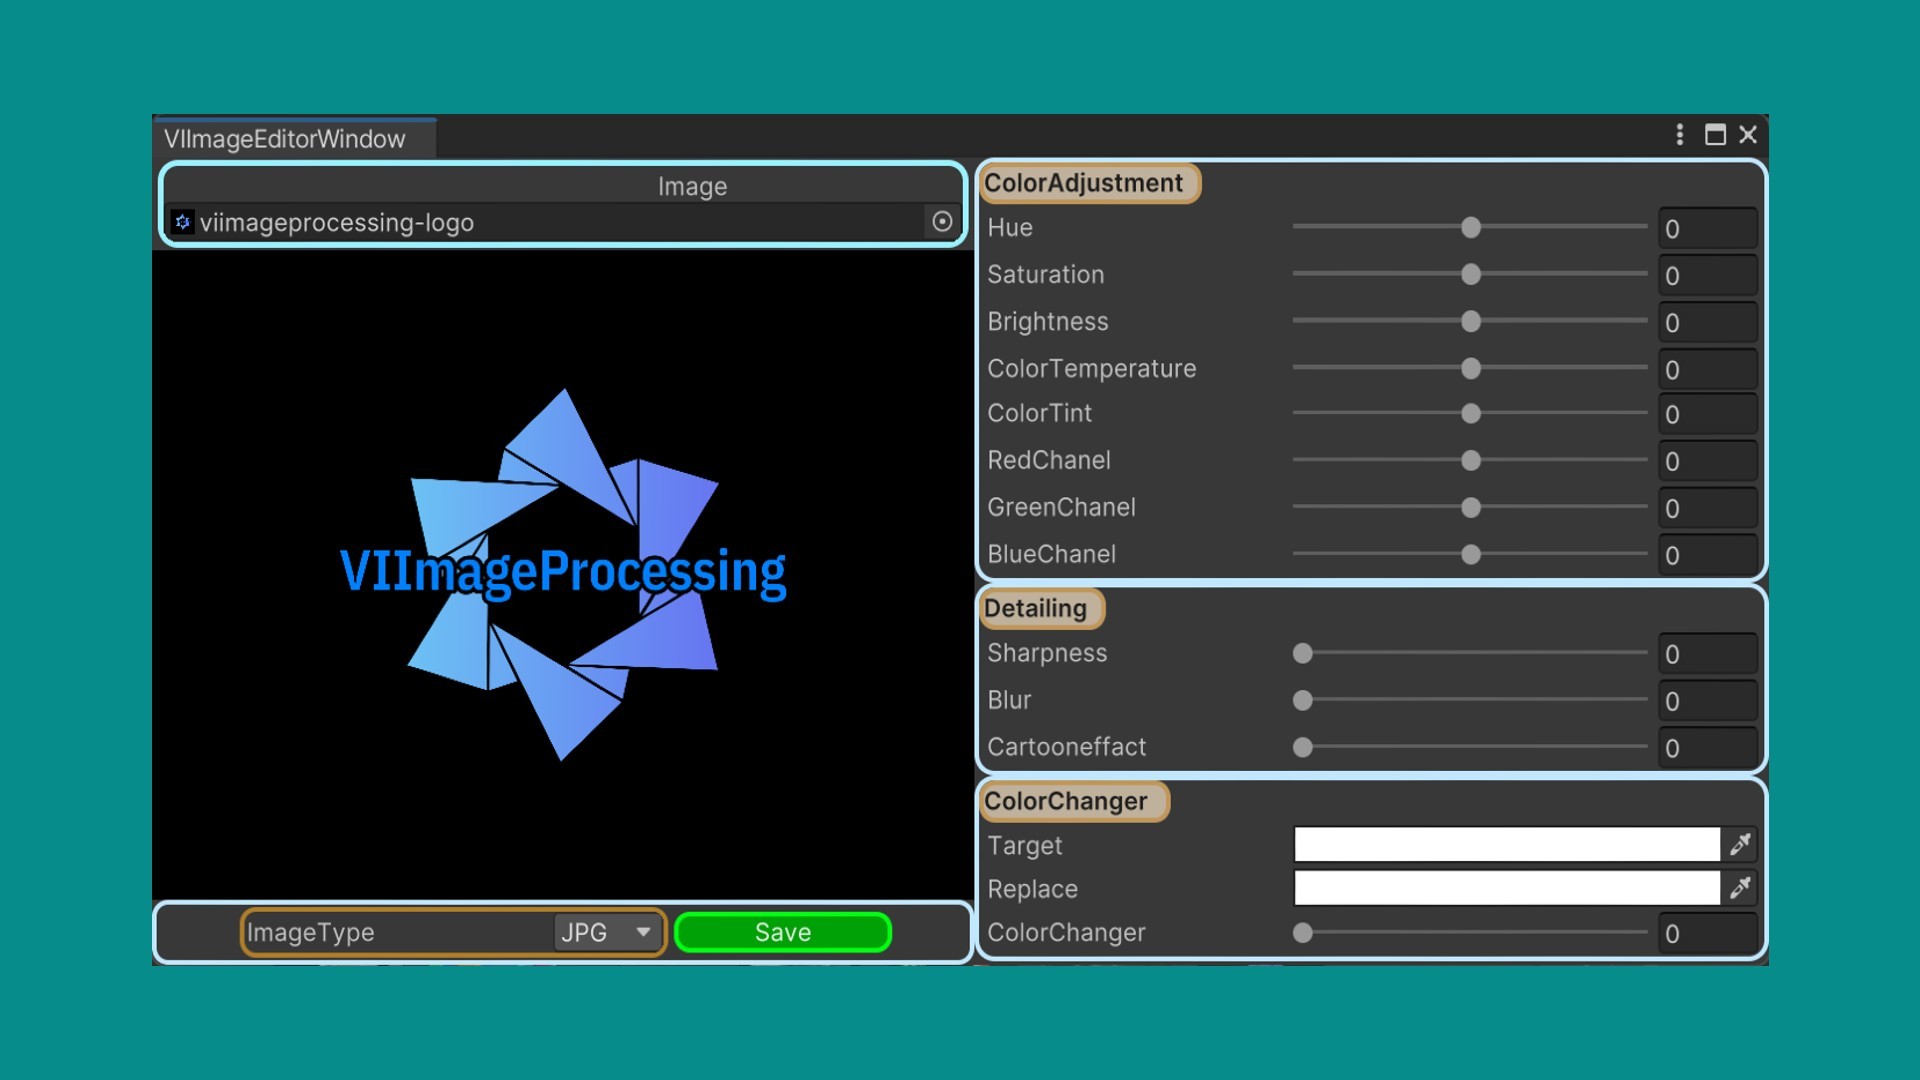 VIImageEditorWindow
Image
viimageprocessing-logo
VIImageProcessing
ImageType JPG Save
ColorAdjustment
Hue 0
Saturation 0
Brightness 0
ColorTemperature 0
ColorTint 0
RedChanel 0
GreenChanel 0
BlueChanel 0
Detailing
Sharpness 0
Blur 0
Cartooneffact 0
ColorChanger
Target
Replace
ColorChanger 0